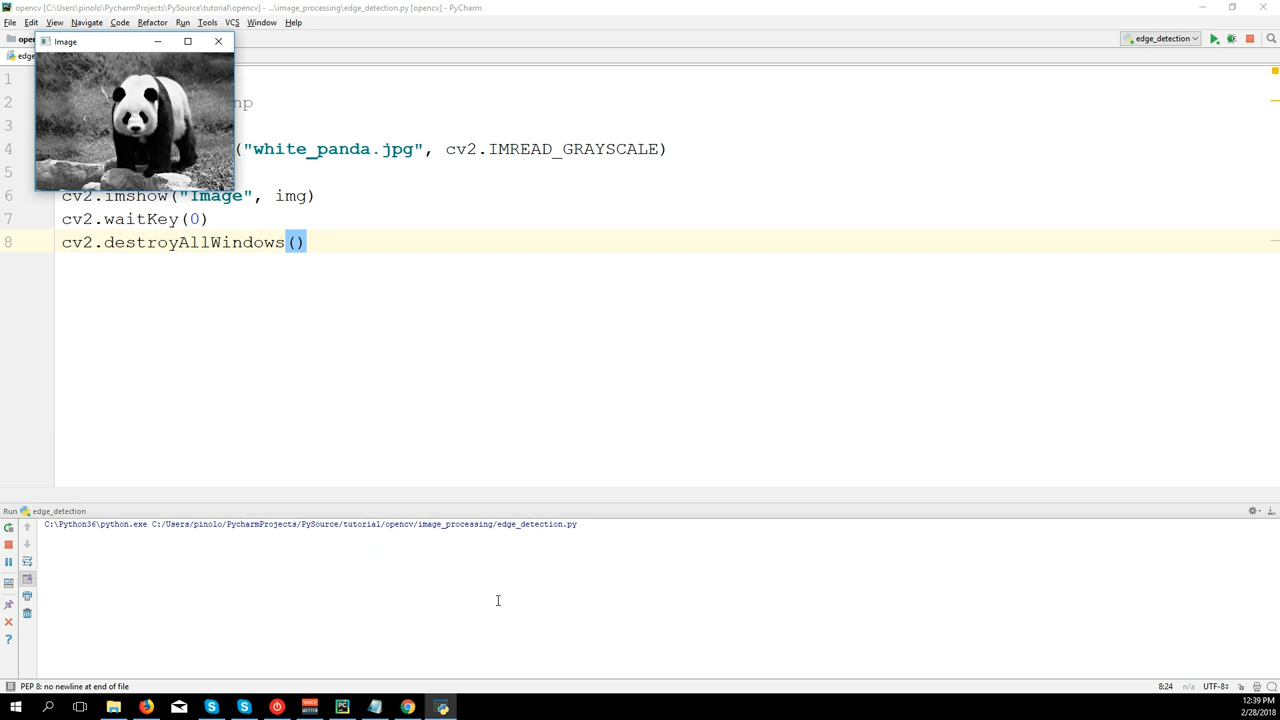 opencv [C:\Users\pinolo\PycharmProjects\PySource\tutorial\opencv] - ...\image_processing\edge_detection.py [opencv] - PyCharm
File Edit View Navigate Code Refactor Run Tools VCS Window Help
open
edge_detection
edge
Image
1
2 np
3
4 ("white_panda.jpg", cv2.IMREAD_GRAYSCALE)
5
6 cv2.imshow("Image", img)
7 cv2.waitKey(0)
8 cv2.destroyAllWindows()
Run edge_detection
C:\Python36\python.exe C:/Users/pinolo/PycharmProjects/PySource/tutorial/opencv/image_processing/edge_detection.py
PEP 8: no newline at end of file
8:24 n/a UTF-8
12:39 PM
2/28/2018